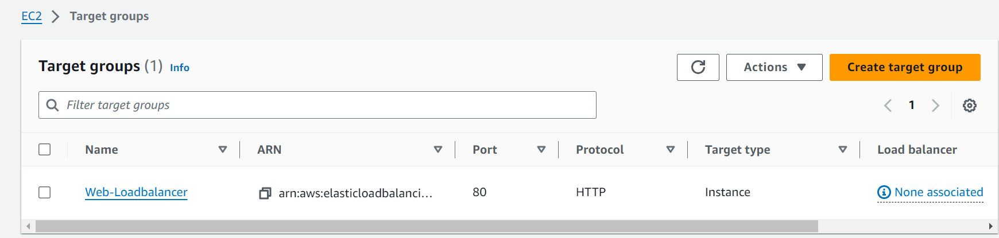 EC2 Target groups
Target groups (1) Info
Actions
Create target group
Filter target groups
1
Name ARN Port Protocol Target type Load balancer
Web-Loadbalancer arn:aws:elasticloadbalanci... 80 HTTP Instance None associated